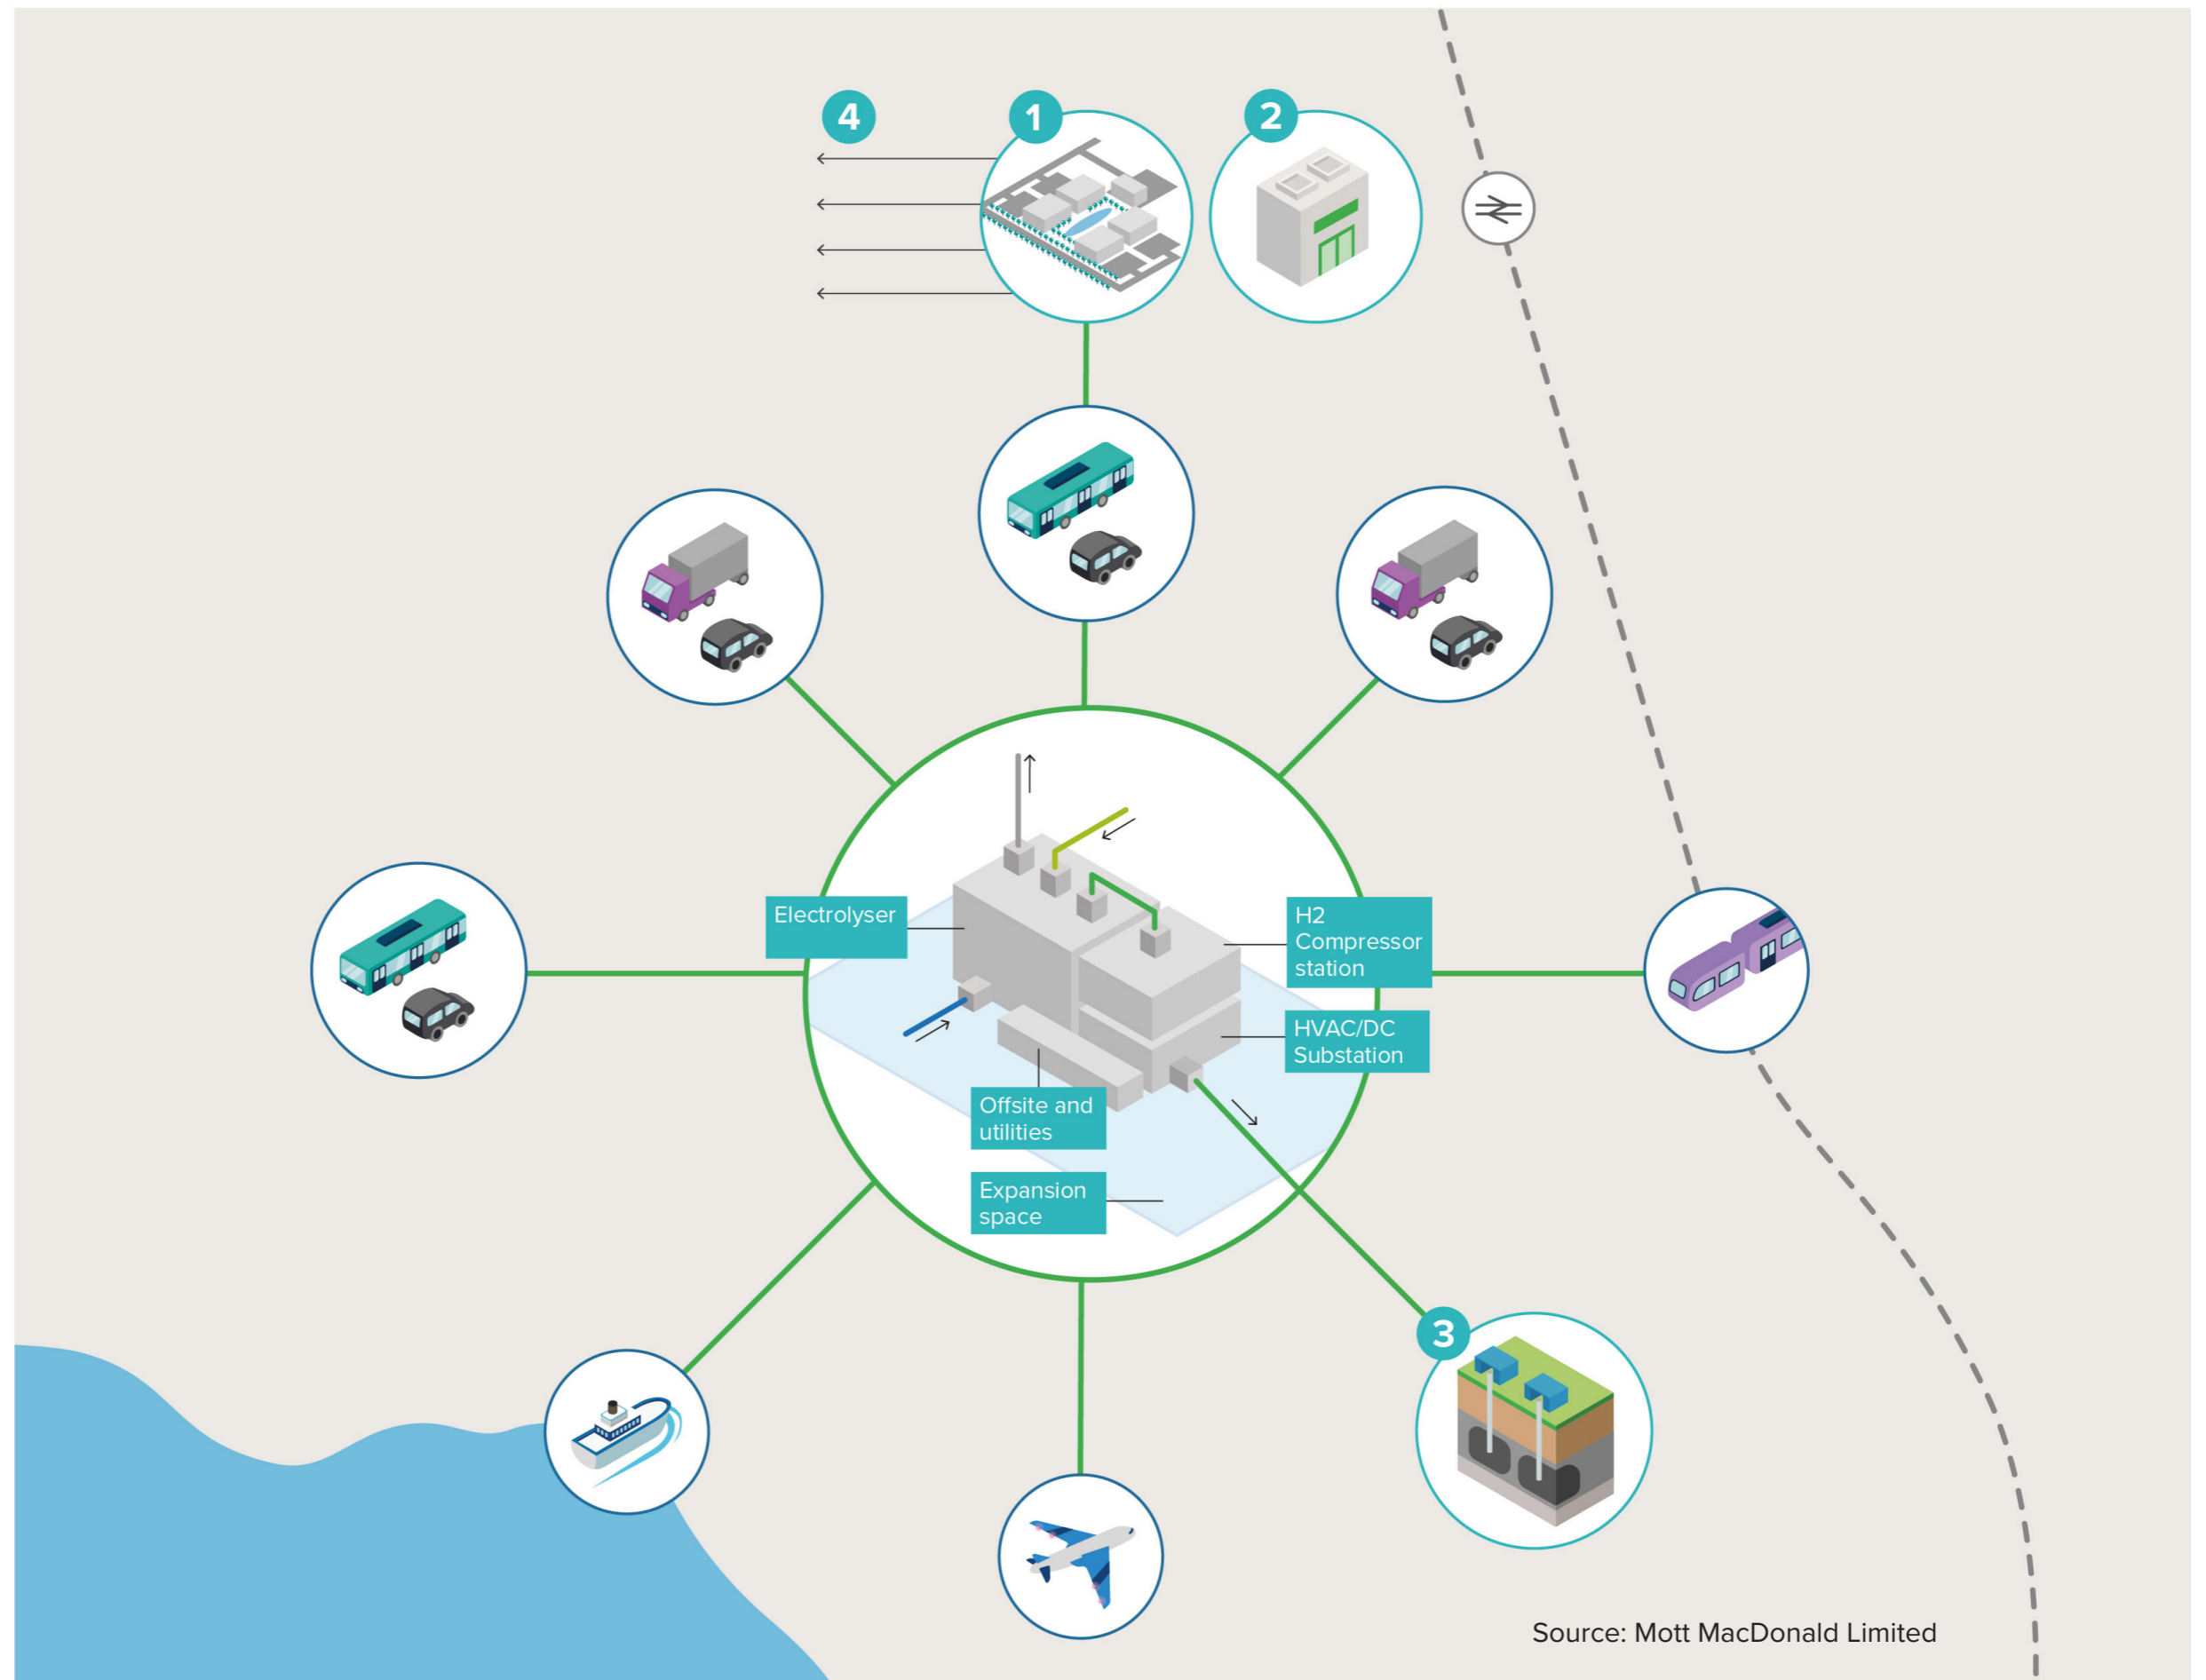 4
1
2
Electrolyser
H2
Compressor
station
HVAC/DC
Substation
Offsite and
utilities
Expansion
space
3
Source: Mott MacDonald Limited